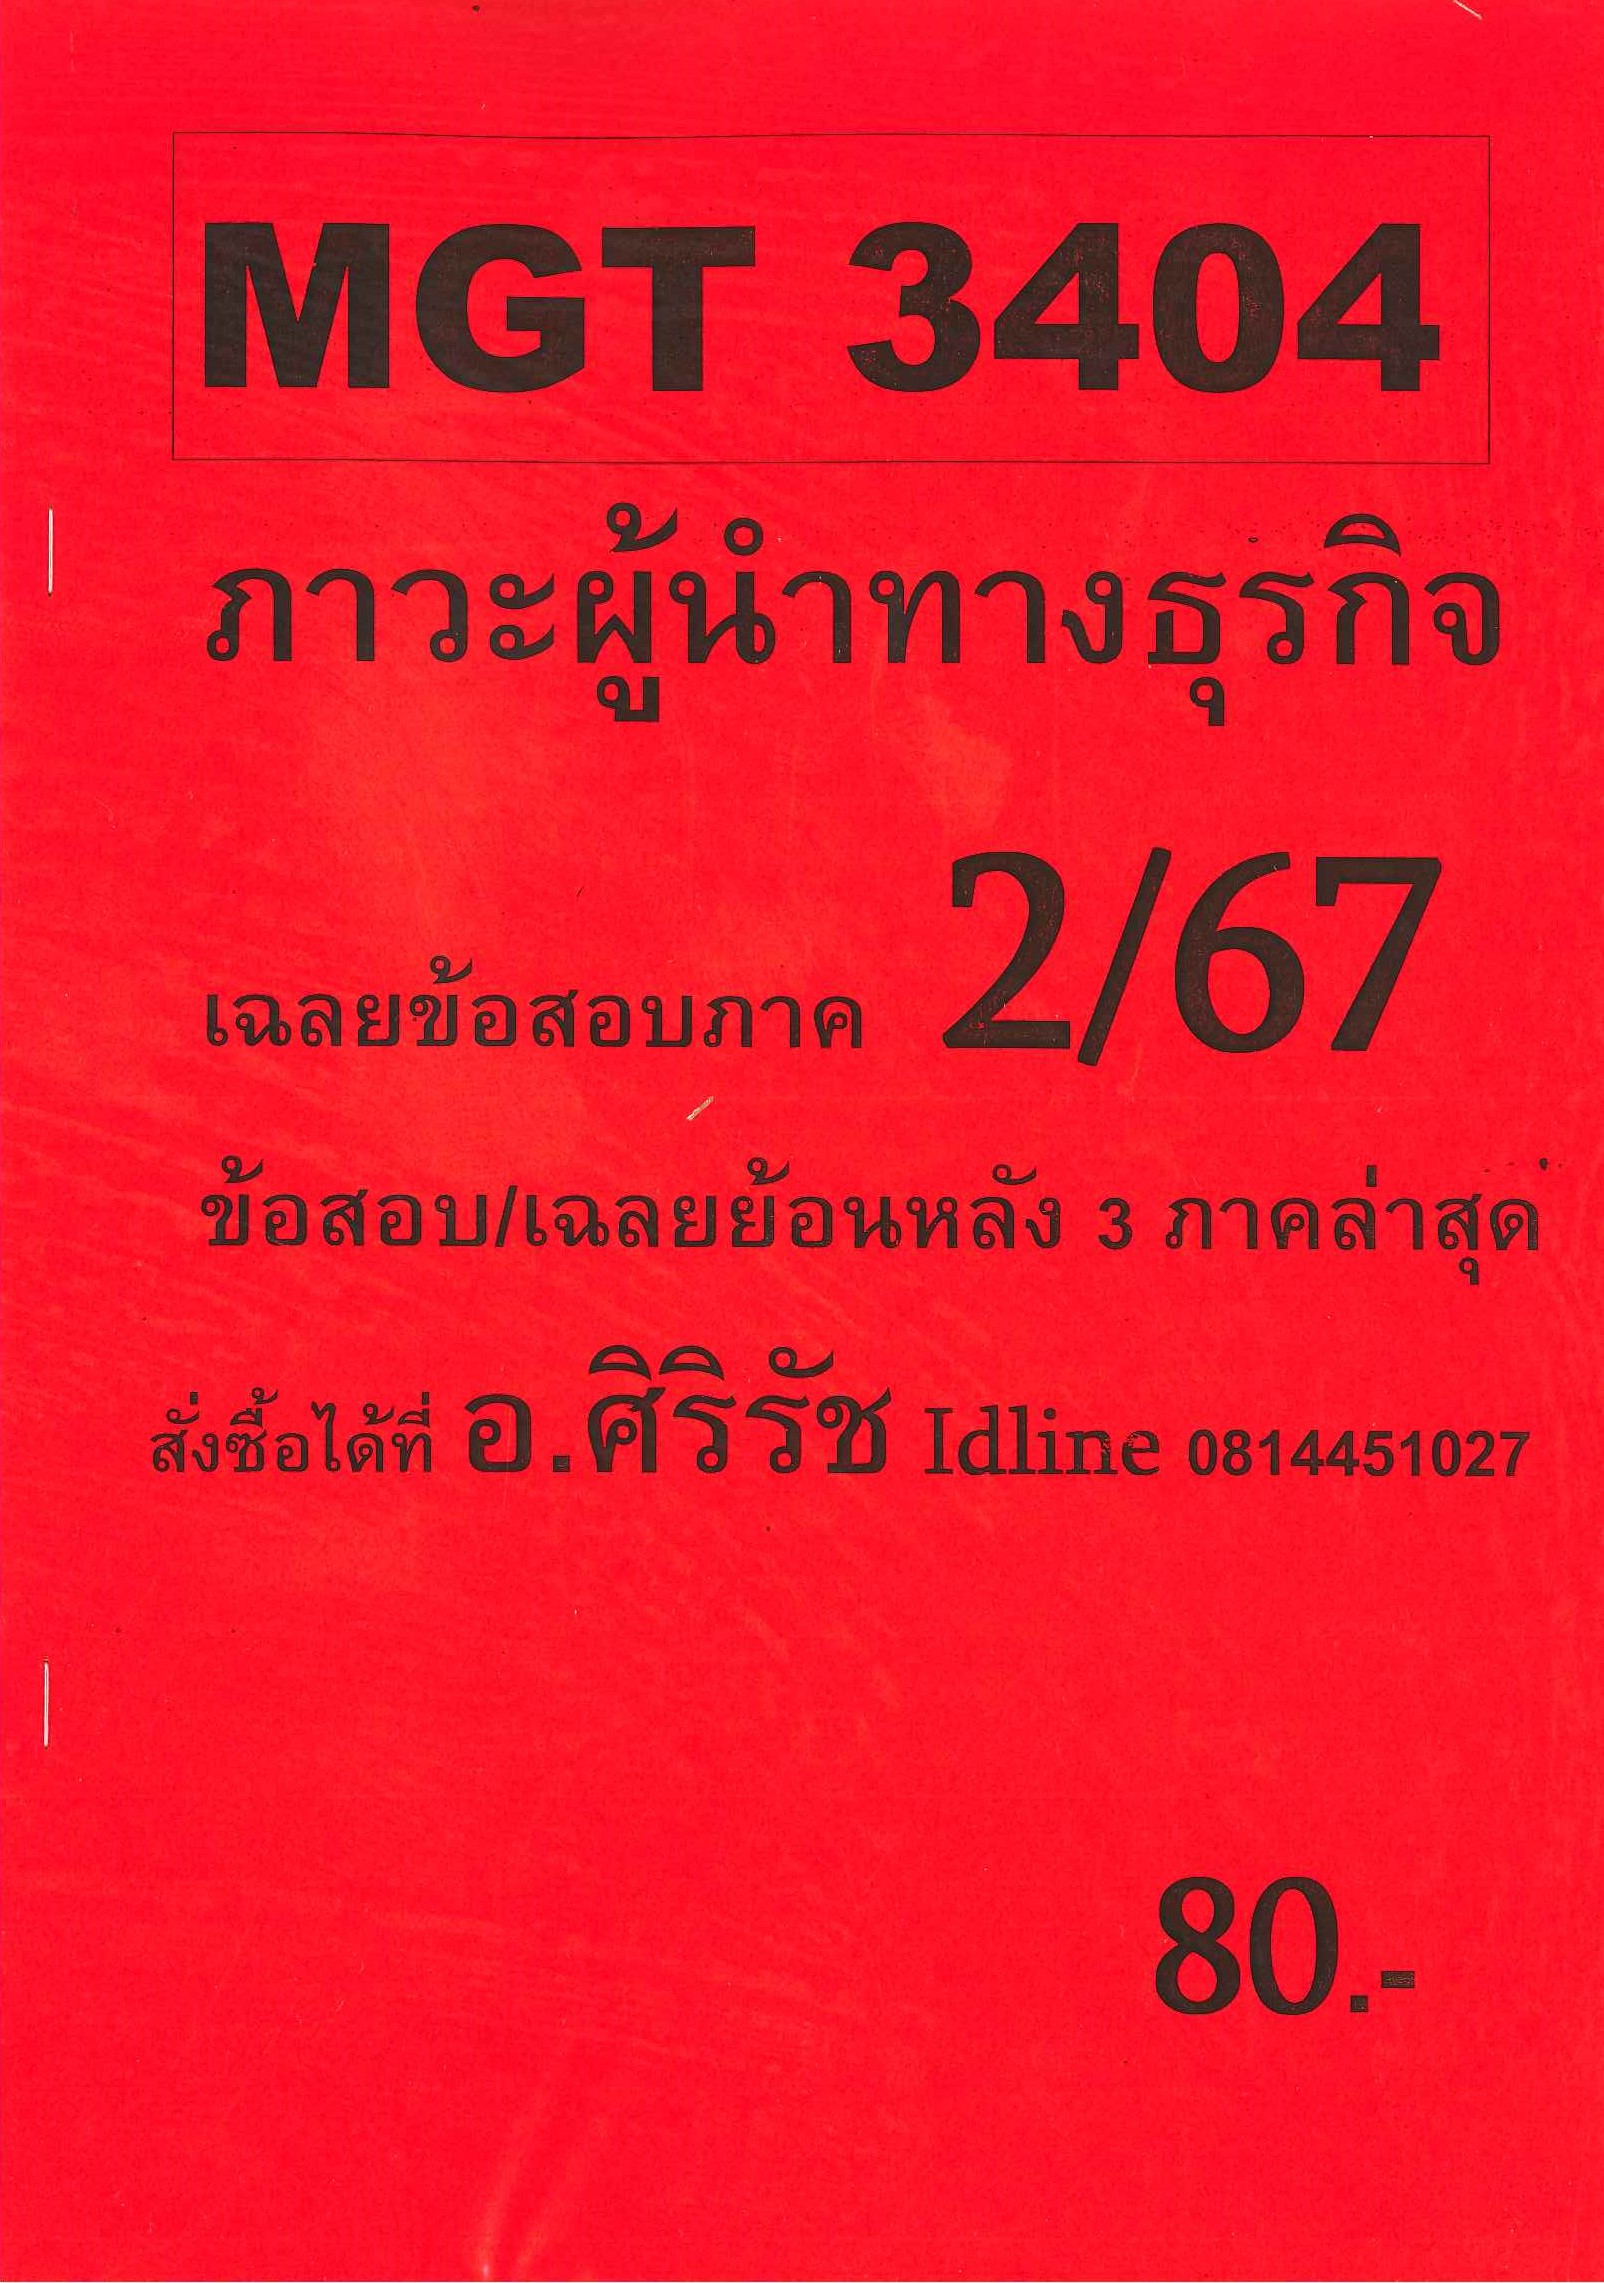 MGT 3404
ภาวะผู้นำทางธุรกิจ
เฉลยข้อสอบภาค 2/67
ข้อสอบ/เฉลยย้อนหลัง 3 ภาคล่าสุด
สั่งซื้อได้ที่ อ.ศิริรัช Idline 0814451027
80.-